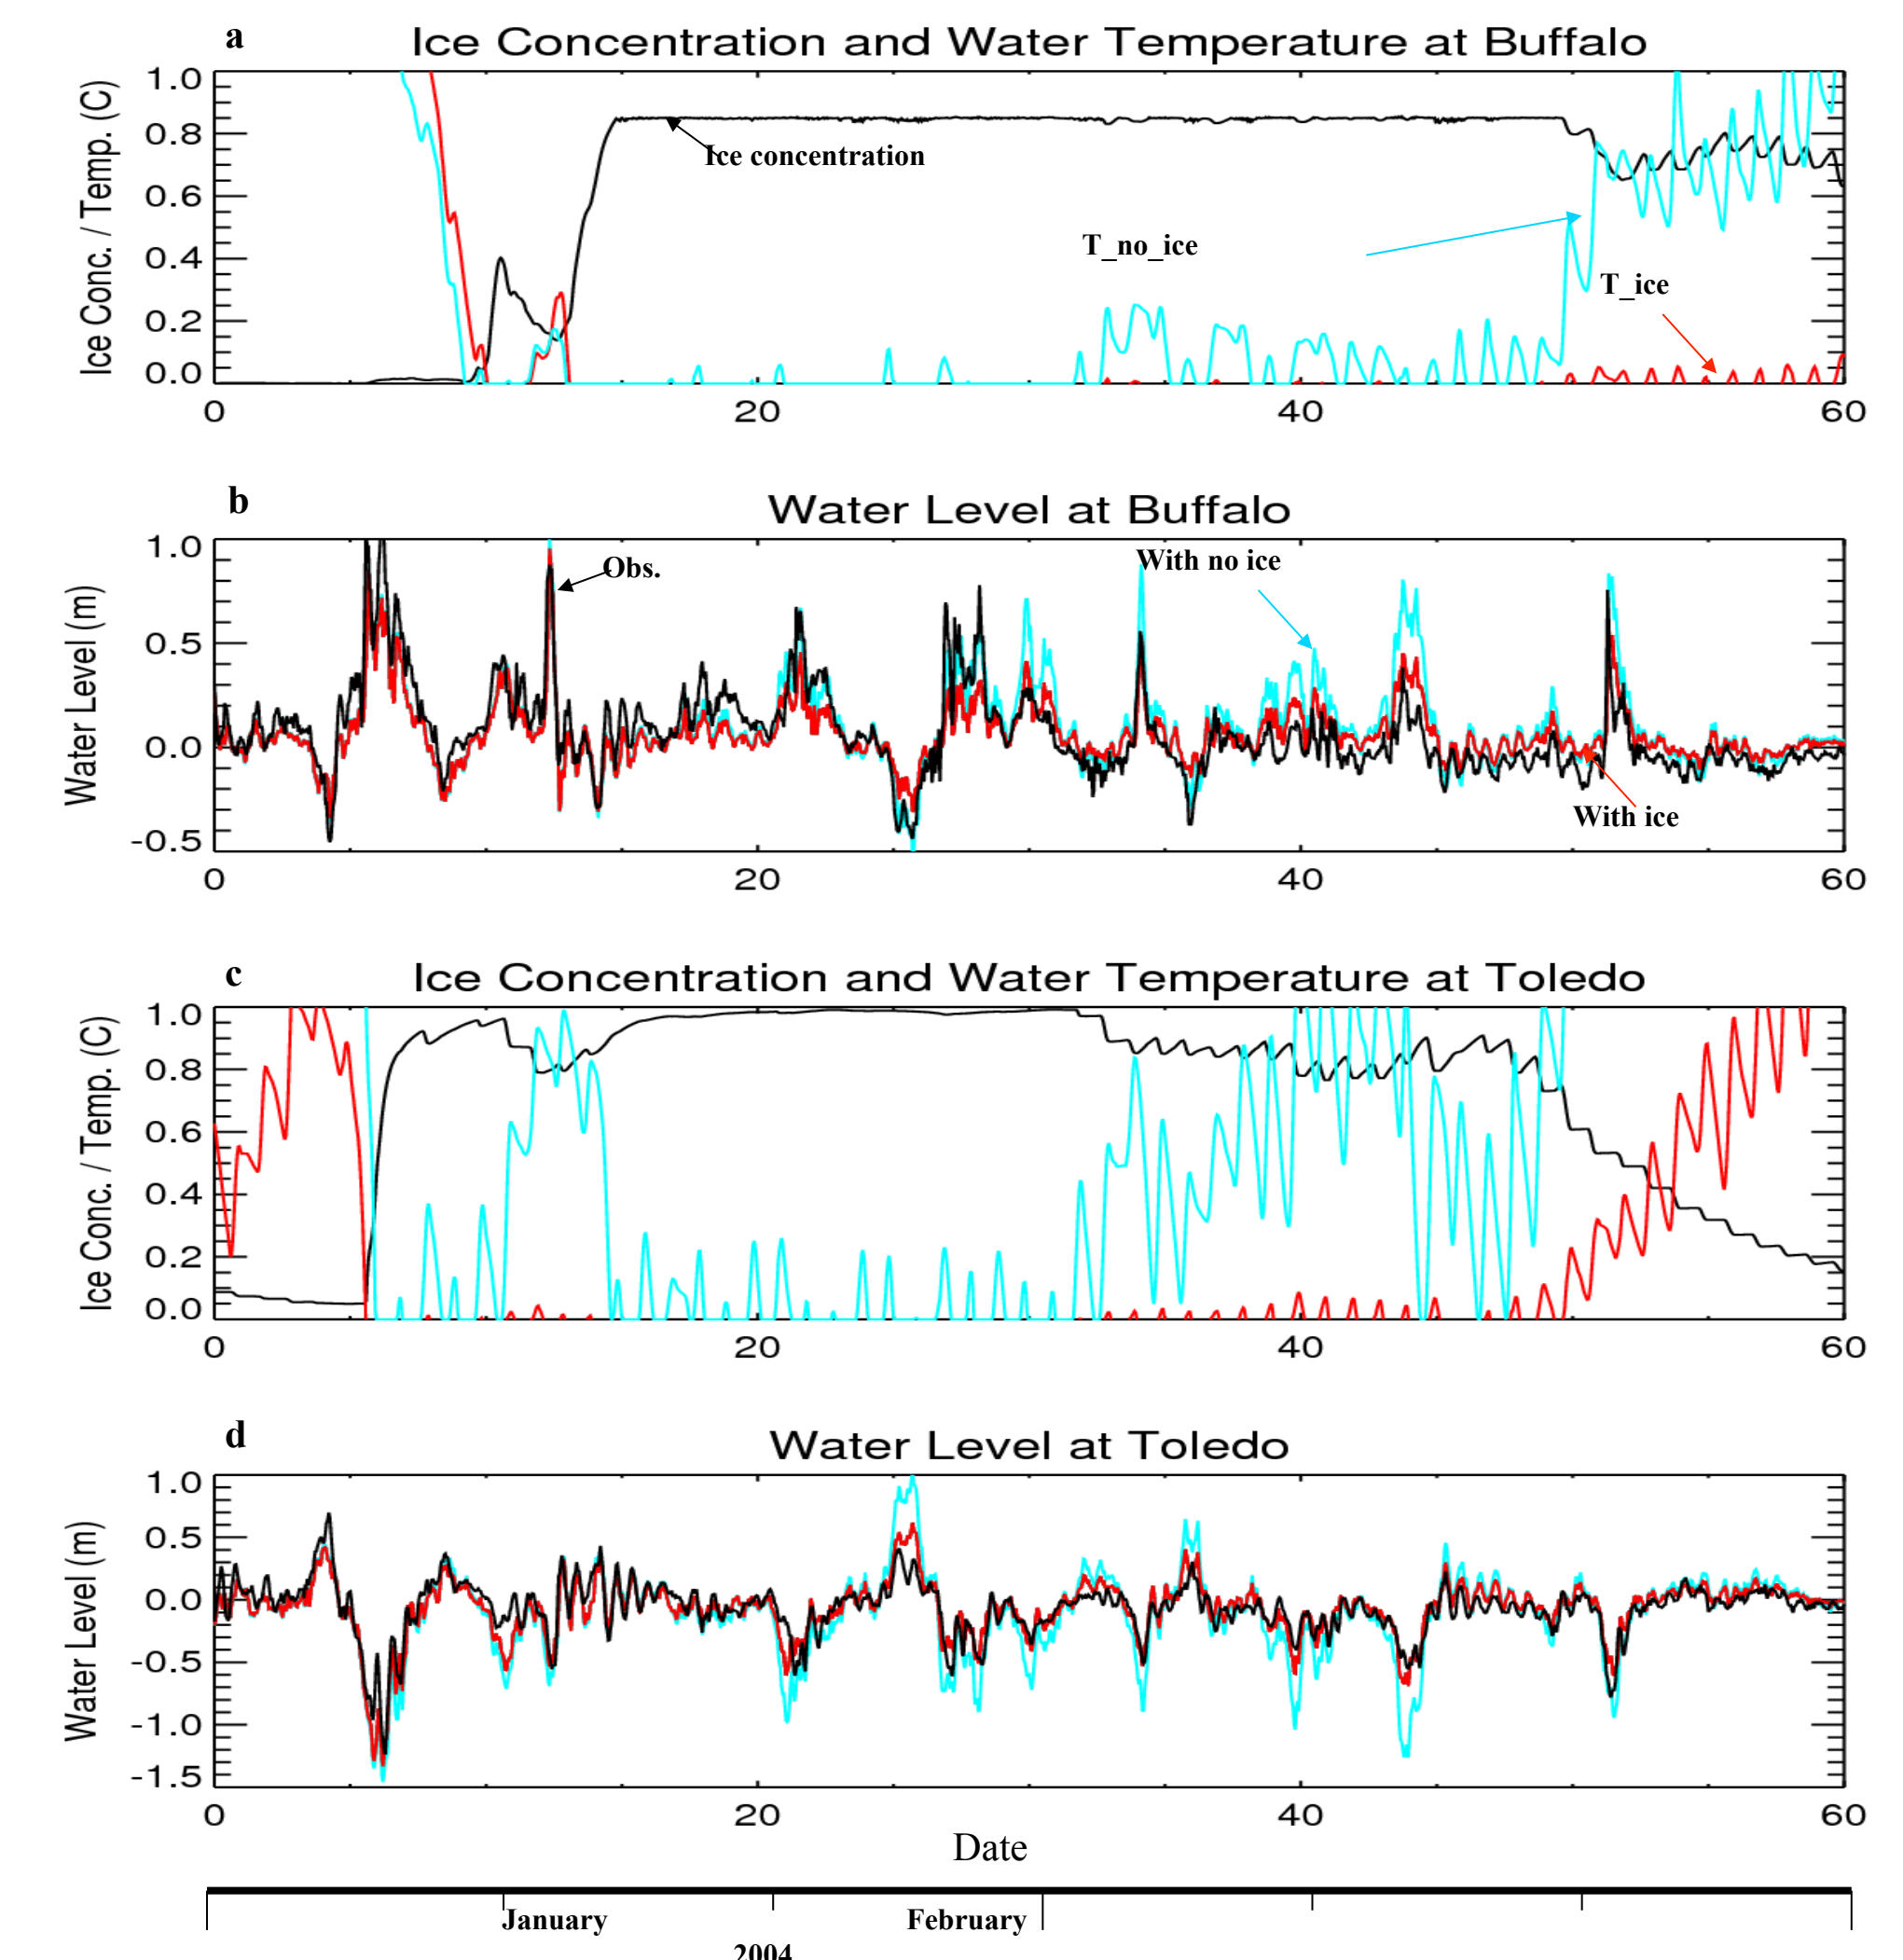 a
Ice Concentration and Water Temperature at Buffalo
Ice Conc. / Temp. (C)
1.0
0.8
0.6
0.4
0.2
0.0
Ice concentration
T_no_ice
T_ice
0 20 40 60
b
Water Level at Buffalo
Water Level (m)
1.0
0.5
0.0
-0.5
Obs.
With no ice
With ice
0 20 40 60
c
Ice Concentration and Water Temperature at Toledo
Ice Conc. / Temp. (C)
1.0
0.8
0.6
0.4
0.2
0.0
0 20 40 60
d
Water Level at Toledo
Water Level (m)
1.0
0.5
0.0
-0.5
-1.0
-1.5
0 20 40 60
Date
January February
2004